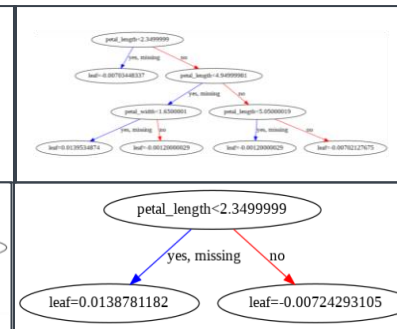 petal_length<2.3499999
yes, missing no
leaf=-0.00703448337 petal_length<4.94999981
yes, missing no
petal_width<1.6500001 petal_length<5.05000019
yes, missing no yes, missing no
leaf=0.0139534874 leaf=-0.00120000029 leaf=-0.00120000029 leaf=-0.00702127675
petal_length<2.3499999
yes, missing no
leaf=0.0138781182 leaf=-0.00724293105